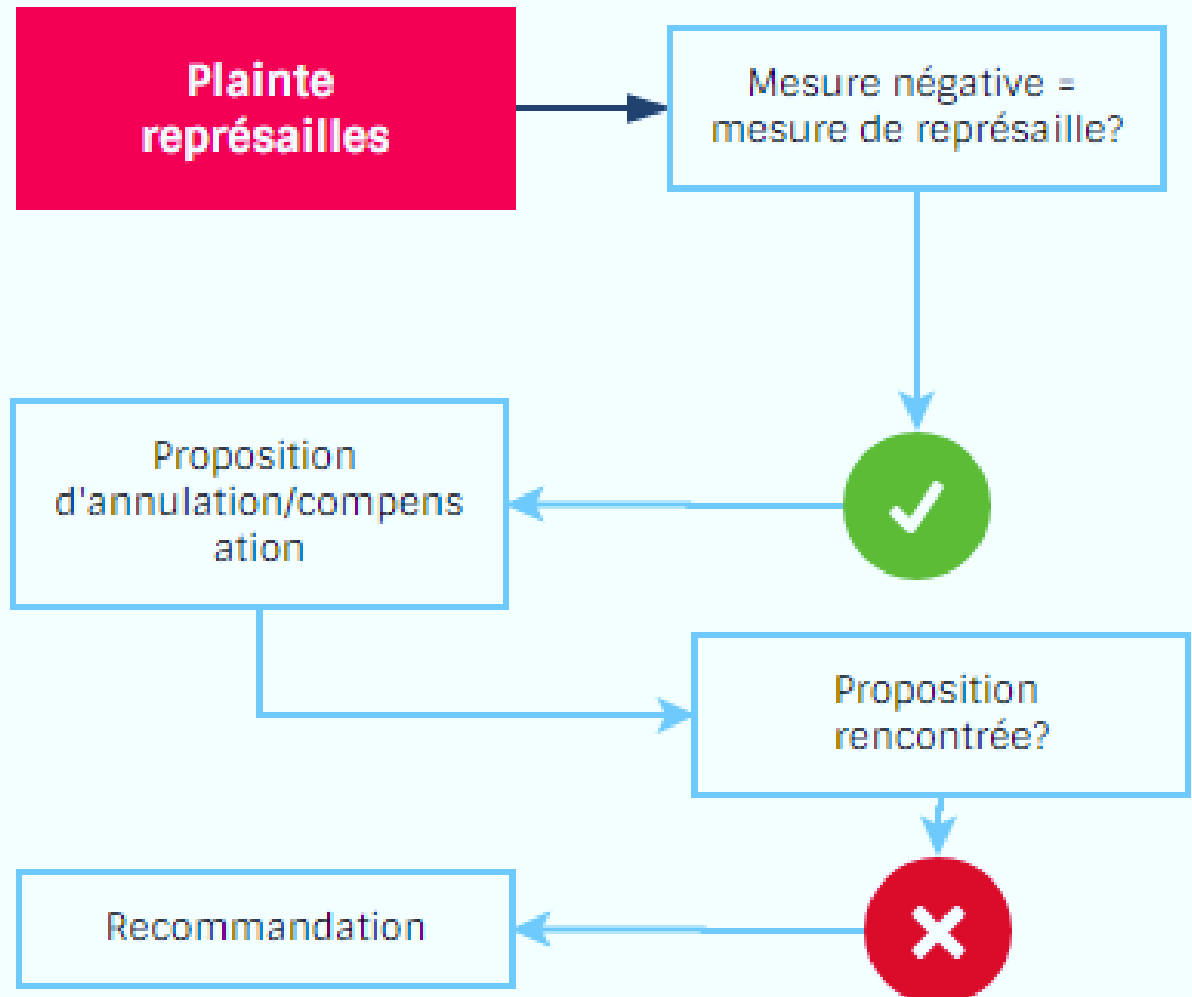 Plainte
représailles
Mesure négative =
mesure de représaille?
Proposition
d'annulation/compens
ation
Proposition
rencontrée?
Recommandation